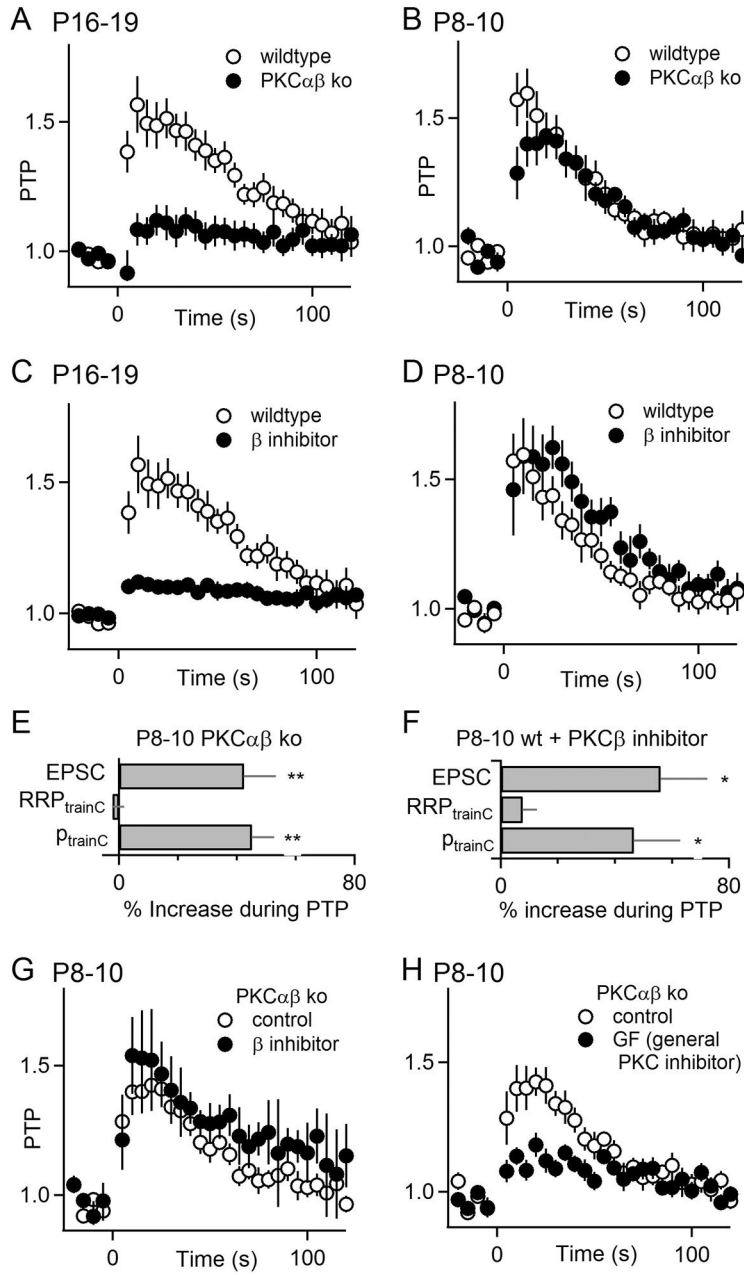 A P16-19
wildtype
PKCαβ ko
1.5
1.0
PTP
0
100
Time (s)
B P8-10
wildtype
PKCαβ ko
1.5
1.0
PTP
0
100
Time (s)
C P16-19
wildtype
β inhibitor
1.5
1.0
0
100
Time (s)
D P8-10
wildtype
β inhibitor
1.5
1.0
0
100
Time (s)
E
P8-10 PKCαβ ko
EPSC
**
RRPtrainC
ptrainC
**
0
80
% Increase during PTP
F
P8-10 wt + PKCβ inhibitor
EPSC
*
RRPtrainC
ptrainC
*
0
80
% increase during PTP
G P8-10
PKCαβ ko
control
β inhibitor
1.5
1.0
PTP
0
100
Time (s)
H P8-10
PKCαβ ko
control
GF (general
PKC inhibitor)
1.5
1.0
0
100
Time (s)